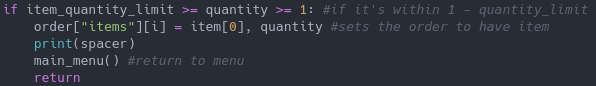 if item_quantity_limit >= quantity >= 1: #if it's within 1 - quantity_limit
order["items"][i] = item[0], quantity #sets the order to have item
print(spacer)
main_menu() #return to menu
return